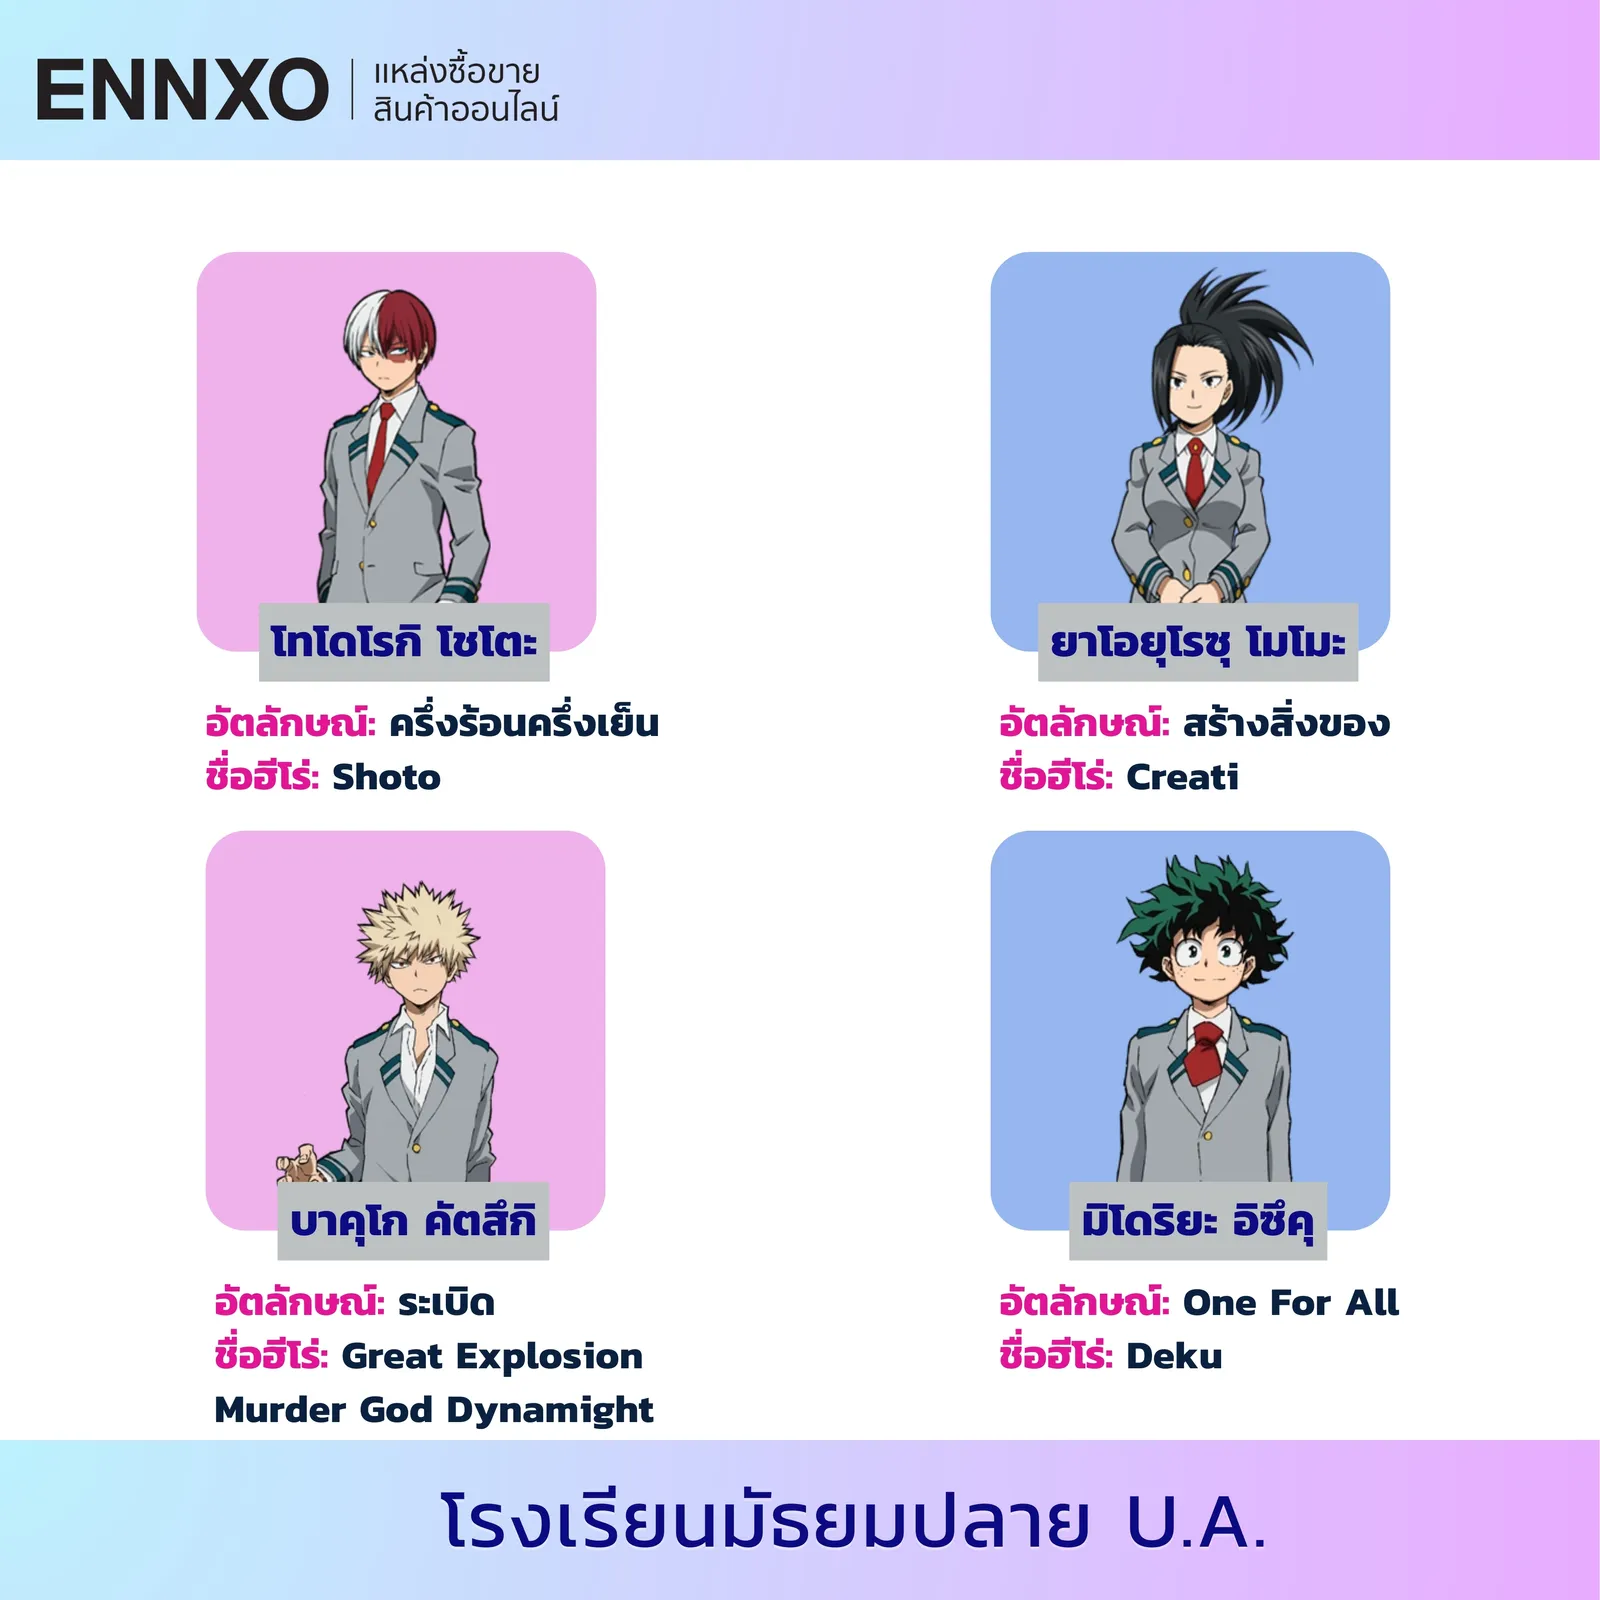 ENNXO
แหล่งซื้อขาย
สินค้าออนไลน์
โทโดโรกิ โชโตะ
อัตลักษณ์: ครึ่งร้อนครึ่งเย็น
ชื่อฮีโร่: Shoto
ยาโอยุโรซุ โมโมะ
อัตลักษณ์: สร้างสิ่งของ
ชื่อฮีโร่: Creati
บาคุโก คัตสึกิ
อัตลักษณ์: ระเบิด
ชื่อฮีโร่: Great Explosion
Murder God Dynamight
มิโดริยะ อิซึคุ
อัตลักษณ์: One For All
ชื่อฮีโร่: Deku
โรงเรียนมัธยมปลาย U.A.